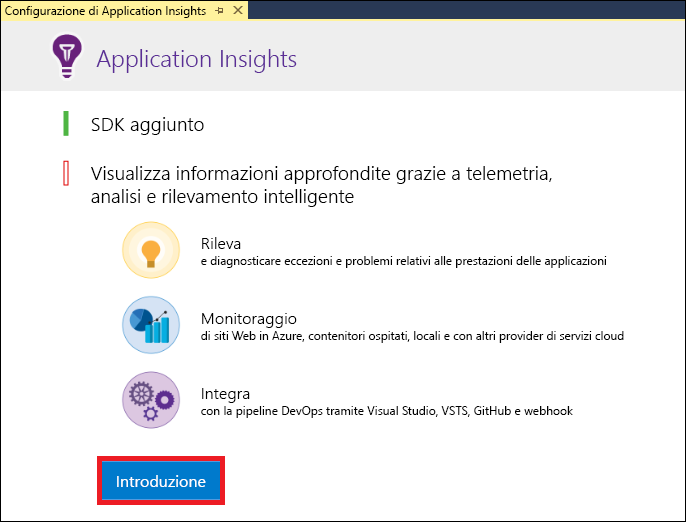 Configurazione di Application Insights
Application Insights
SDK aggiunto
Visualizza informazioni approfondite grazie a telemetria,
analisi e rilevamento intelligente
Rileva
e diagnosticare eccezioni e problemi relativi alle prestazioni delle applicazioni
Monitoraggio
di siti Web in Azure, contenitori ospitati, locali e con altri provider di servizi cloud
Integra
con la pipeline DevOps tramite Visual Studio, VSTS, GitHub e webhook
Introduzione